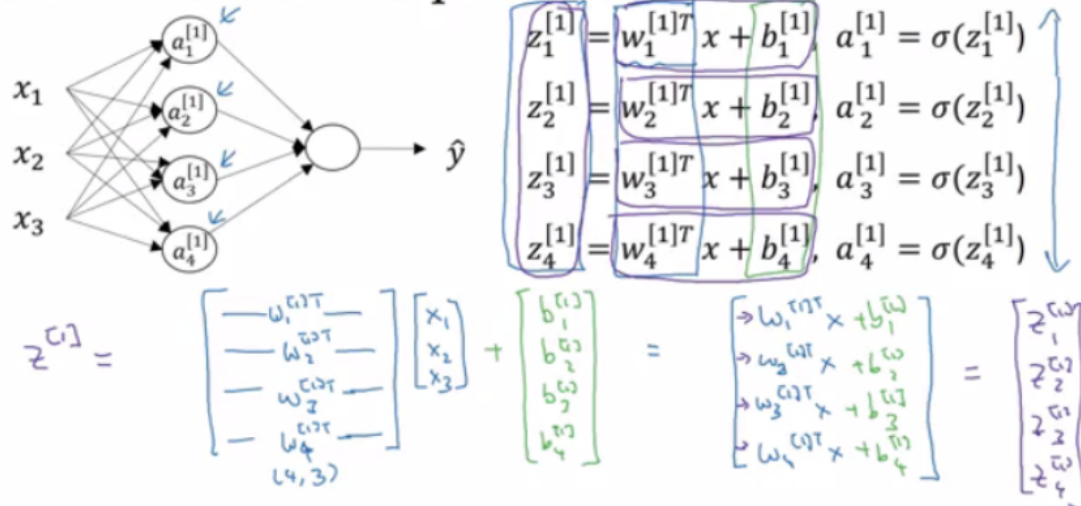 x₁
x₂
x₃
a₁^[1]
a₂^[1]
a₃^[1]
a₄^[1]
ŷ
z₁^[1] = w₁^[1]T x + b₁^[1], a₁^[1] = σ(z₁^[1])
z₂^[1] = w₂^[1]T x + b₂^[1], a₂^[1] = σ(z₂^[1])
z₃^[1] = w₃^[1]T x + b₃^[1], a₃^[1] = σ(z₃^[1])
z₄^[1] = w₄^[1]T x + b₄^[1], a₄^[1] = σ(z₄^[1])
z^[1] =
[ —w₁^[1]T— ] [ x₁ ] + [ b₁^[1] ] = [ → w₁^[1]T x + b₁^[1] ] = [ z₁^[1] ]
[ —w₂^[1]T— ] [ x₂ ] [ b₂^[1] ] [ → w₂^[1]T x + b₂^[1] ] [ z₂^[1] ]
[ —w₃^[1]T— ] [ x₃ ] [ b₃^[1] ] [ → w₃^[1]T x + b₃^[1] ] [ z₃^[1] ]
[ —w₄^[1]T— ] [ b₄^[1] ] [ → w₄^[1]T x + b₄^[1] ] [ z₄^[1] ]
(4,3)